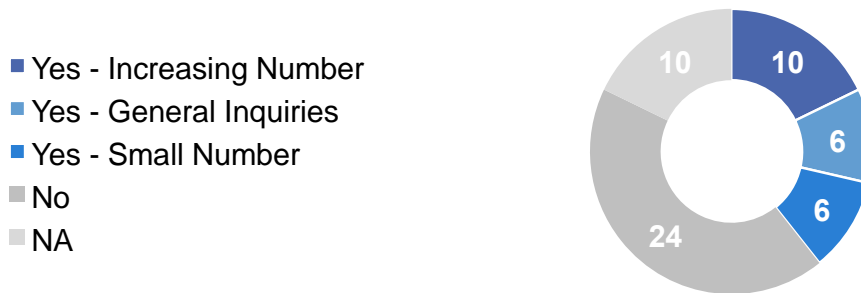 Yes - Increasing Number
Yes - General Inquiries
Yes - Small Number
No
NA
10
10
6
6
24